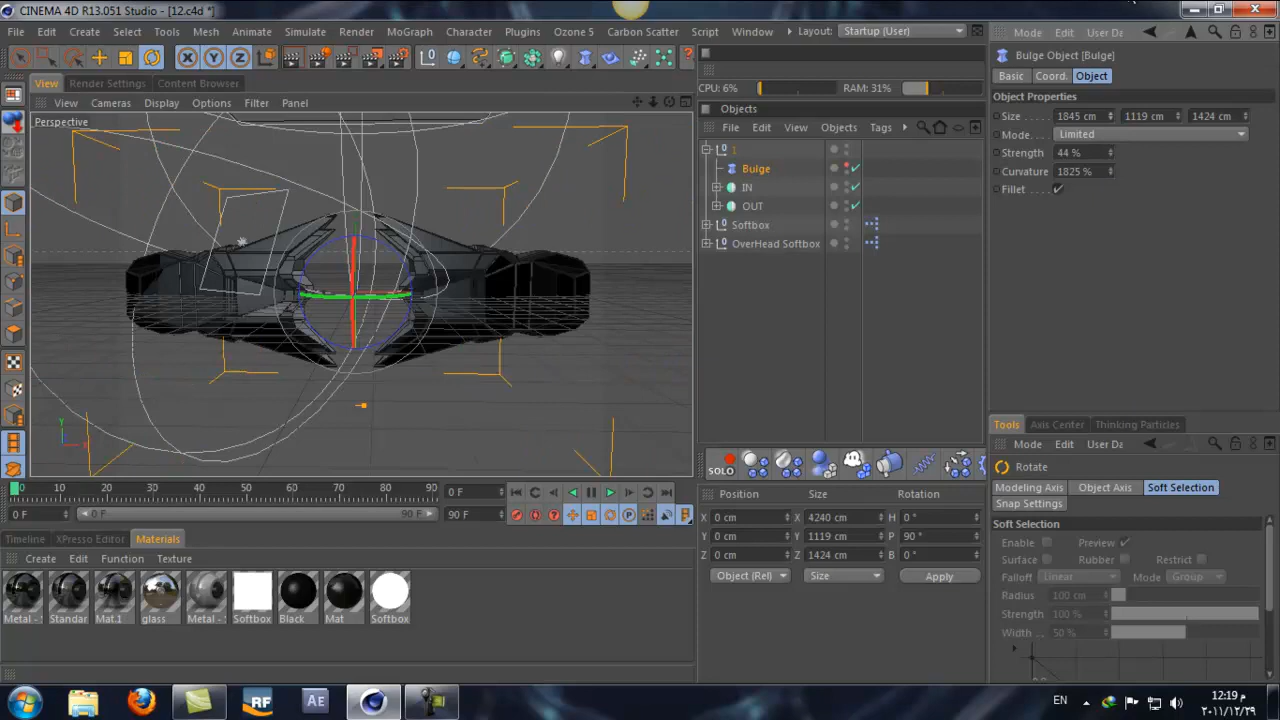 CINEMA 4D R13.051 Studio - [12.c4d *]
File Edit Create Select Tools Mesh Animate Simulate Render MoGraph Character Plugins Ozone 5 Carbon Scatter Script Window Layout: Startup (User)
Mode Edit User Da
Bulge Object [Bulge]
Basic Coord. Object
Object Properties
Size 1845 cm 1119 cm 1424 cm
Mode. Limited
Strength 44 %
Curvature 1825 %
Fillet
X Y Z
View Render Settings Content Browser
View Cameras Display Options Filter Panel
Perspective
CPU: 6% RAM: 31%
Objects
File Edit View Objects Tags
1
Bulge
IN
OUT
Softbox
OverHead Softbox
Y
X
0 10 20 30 40 50 60 70 80 90
0 F
0 F 0 F 90 F 90 F
SOLO
Timeline XPresso Editor Materials
Create Edit Function Texture
Metal - Standar Mat.1 glass Metal - Softbox Black Mat Softbox
Position Size Rotation
X 0 cm X 4240 cm H 0 °
Y 0 cm Y 1119 cm P 90 °
Z 0 cm Z 1424 cm B 0 °
Object (Rel) Size Apply
Tools Axis Center Thinking Particles
Mode Edit User Da
Rotate
Modeling Axis Object Axis Soft Selection
Snap Settings
Soft Selection
Enable Preview
Surface Rubber Restrict
Falloff Linear Mode Group
Radius 100 cm
Strength 100 %
Width 50 %
RF Ae
EN
12:19 م
٢٠١١/١٢/٢٩